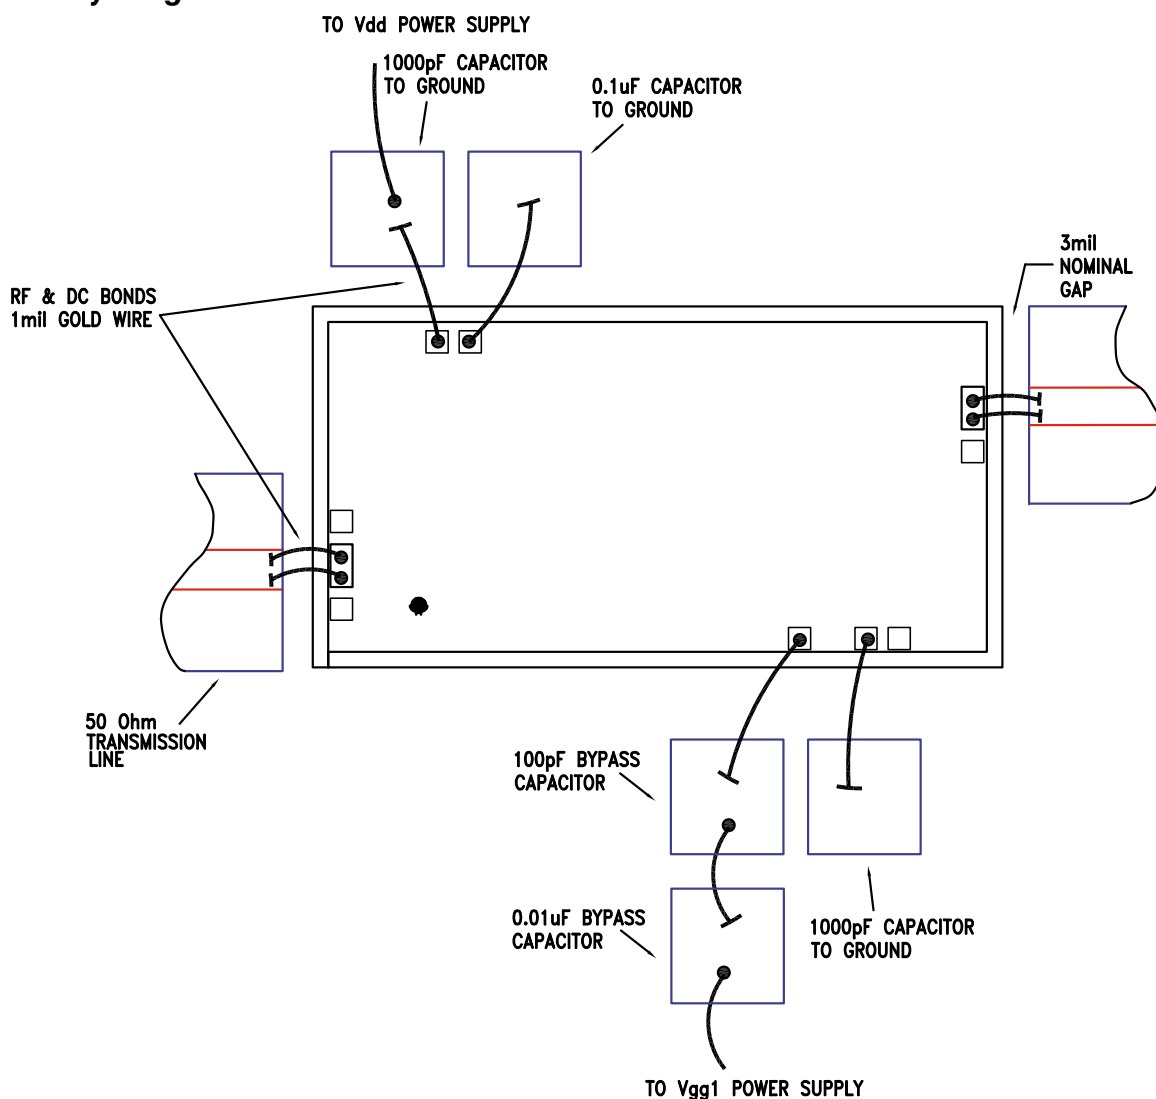 TO Vdd POWER SUPPLY
1000pF CAPACITOR
TO GROUND
0.1uF CAPACITOR
TO GROUND
3mil
NOMINAL
GAP
RF & DC BONDS
1mil GOLD WIRE
50 Ohm
TRANSMISSION
LINE
100pF BYPASS
CAPACITOR
0.01uF BYPASS
CAPACITOR
1000pF CAPACITOR
TO GROUND
TO Vgg1 POWER SUPPLY